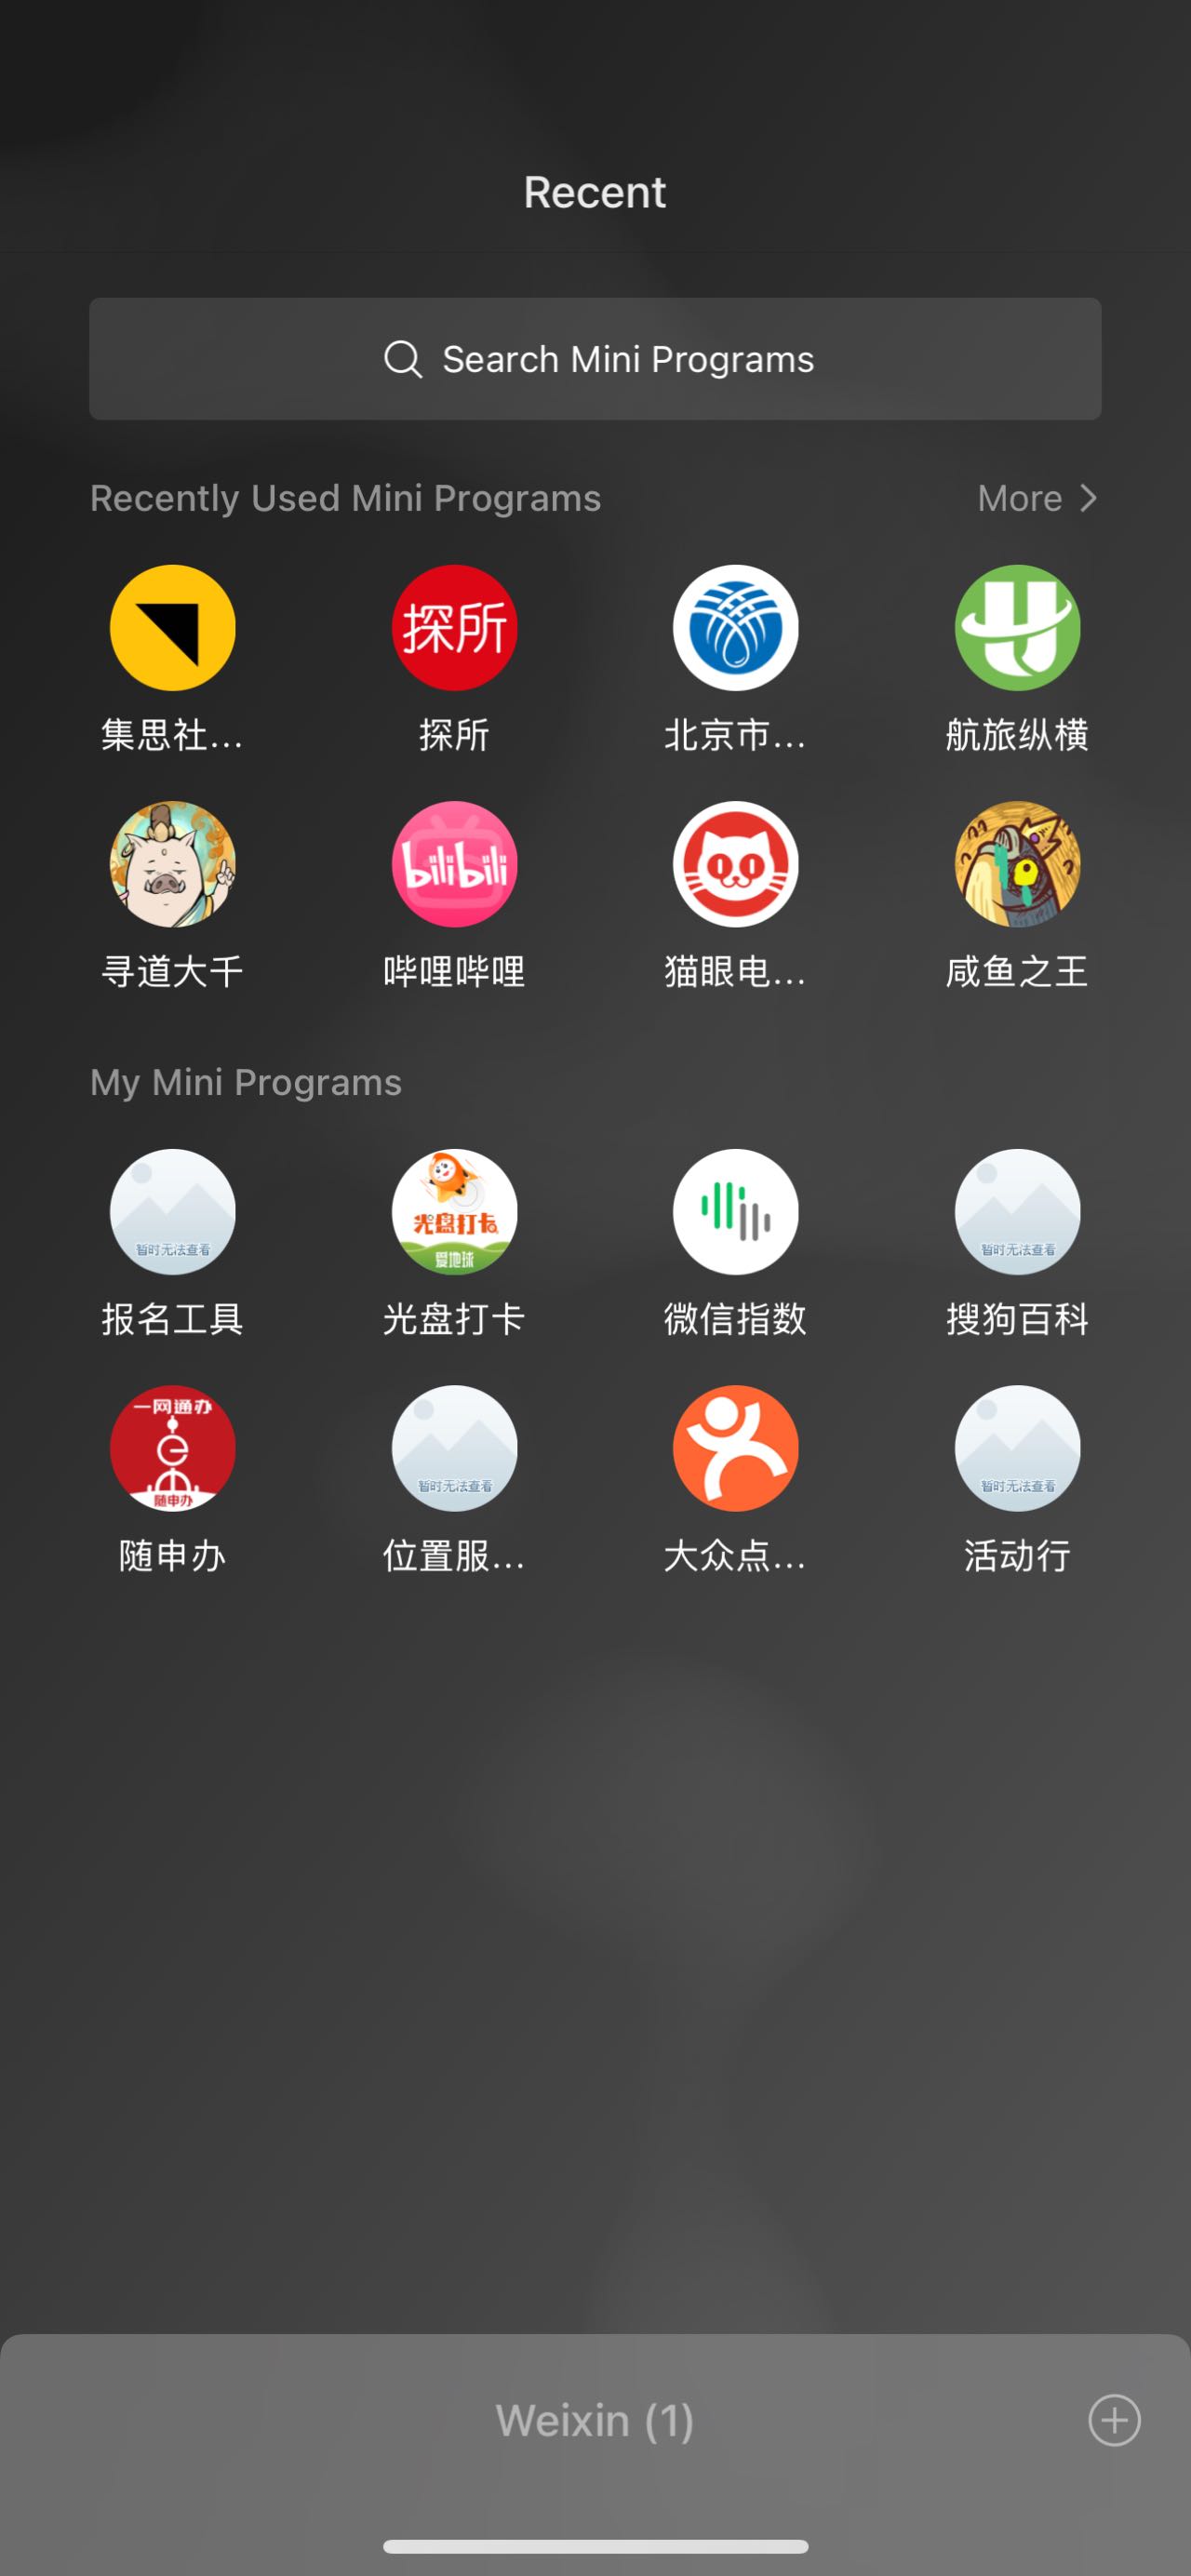 Recent
Search Mini Programs
Recently Used Mini Programs More
探所
集思社... 探所 北京市... 航旅纵横
bilibili
寻道大千 哔哩哔哩 猫眼电... 咸鱼之王
My Mini Programs
光盘打卡
爱地球
暂时无法查看 暂时无法查看
报名工具 光盘打卡 微信指数 搜狗百科
一网通办
随申办
暂时无法查看 暂时无法查看
随申办 位置服... 大众点... 活动行
Weixin (1)